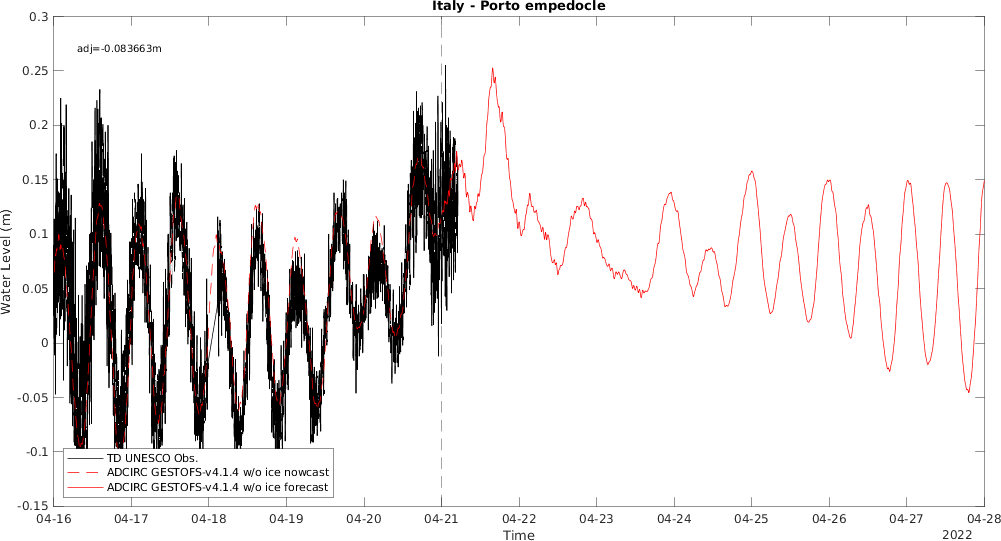 Italy - Porto empedocle
adj=-0.083663m
0.3
0.25
0.2
0.15
0.1
0.05
0
-0.05
-0.1
-0.15
Water Level (m)
TD UNESCO Obs.
ADCIRC GESTOFS-v4.1.4 w/o ice nowcast
ADCIRC GESTOFS-v4.1.4 w/o ice forecast
04-16 04-17 04-18 04-19 04-20 04-21 04-22 04-23 04-24 04-25 04-26 04-27 04-28
Time
2022